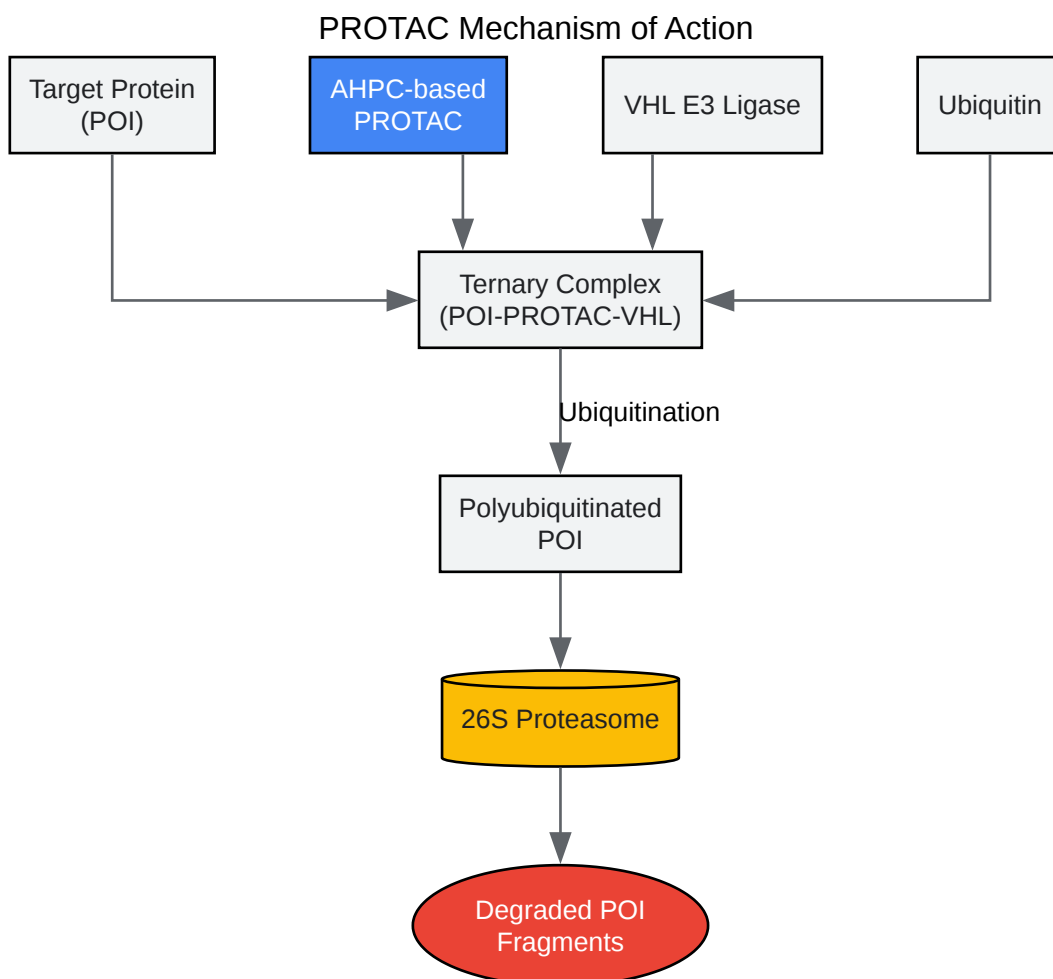 PROTAC Mechanism of Action
Target Protein
(POI)
AHPC-based
PROTAC
VHL E3 Ligase
Ubiquitin
Ternary Complex
(POI-PROTAC-VHL)
Ubiquitination
Polyubiquitinated
POI
26S Proteasome
Degraded POI
Fragments